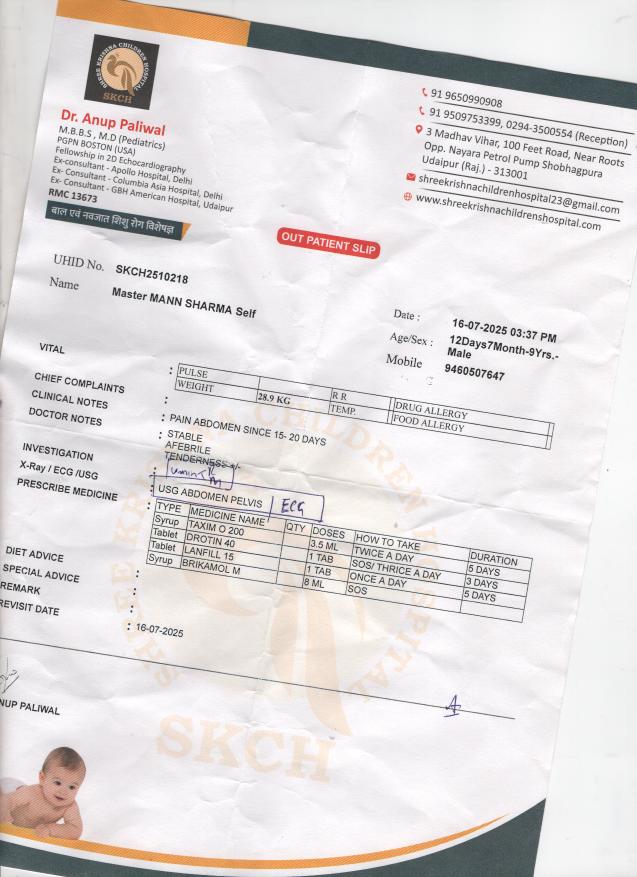 SHREE KRISHNA CHILDREN HOSPITAL
SKCH
Dr. Anup Paliwal
M.B.B.S , M.D (Pediatrics)
PGPN BOSTON (USA)
Fellowship in 2D Echocardiography
Ex-consultant - Apollo Hospital, Delhi
Ex- Consultant - Columbia Asia Hospital, Delhi
Ex- Consultant - GBH American Hospital, Udaipur
RMC 13673
बाल एवं नवजात शिशु रोग विशेषज्ञ
91 9650990908
91 9509753399, 0294-3500554 (Reception)
3 Madhav Vihar, 100 Feet Road, Near Roots
Opp. Nayara Petrol Pump Shobhagpura
Udaipur (Raj.) - 313001
shreekrishnachildrenhospital23@gmail.com
www.shreekrishnachildrenshospital.com
OUT PATIENT SLIP
UHID No. SKCH2510218
Name Master MANN SHARMA Self
Date : 16-07-2025 03:37 PM
Age/Sex : 12Days7Month-9Yrs.-
Male
Mobile 9460507647
VITAL : PULSE R R DRUG ALLERGY
WEIGHT 28.9 KG TEMP. FOOD ALLERGY
CHIEF COMPLAINTS :
CLINICAL NOTES : PAIN ABDOMEN SINCE 15- 20 DAYS
DOCTOR NOTES : STABLE
AFEBRILE
TENDERNESS +/-
INVESTIGATION :
X-Ray / ECG /USG : USG ABDOMEN PELVIS ECG
PRESCRIBE MEDICINE :
TYPE MEDICINE NAME QTY DOSES HOW TO TAKE DURATION
Syrup TAXIM O 200 3.5 ML TWICE A DAY 5 DAYS
Tablet DROTIN 40 1 TAB SOS/ THRICE A DAY 3 DAYS
Tablet LANFILL 15 1 TAB ONCE A DAY 5 DAYS
Syrup BRIKAMOL M 8 ML SOS
DIET ADVICE :
SPECIAL ADVICE :
REMARK :
REVISIT DATE : 16-07-2025
NUP PALIWAL
SHREE KRISHNA CHILDREN HOSPITAL
SKCH